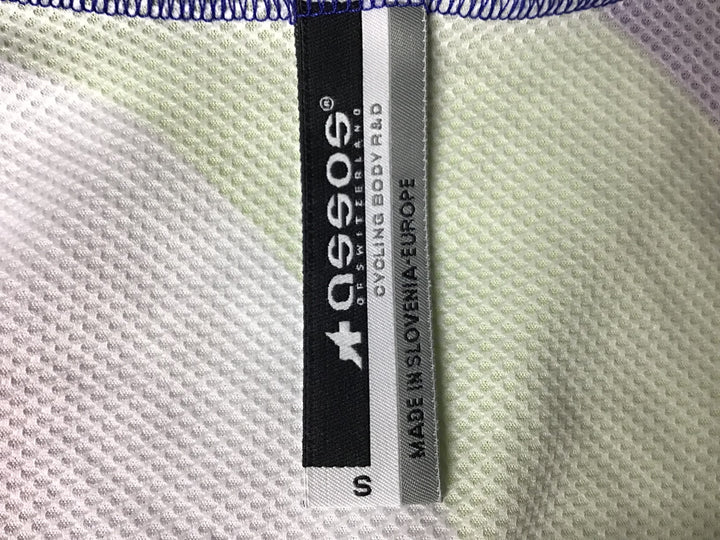 assos®
OF SWITZERLAND
CYCLING BODY R&D
MADE IN SLOVENIA-EUROPE
S